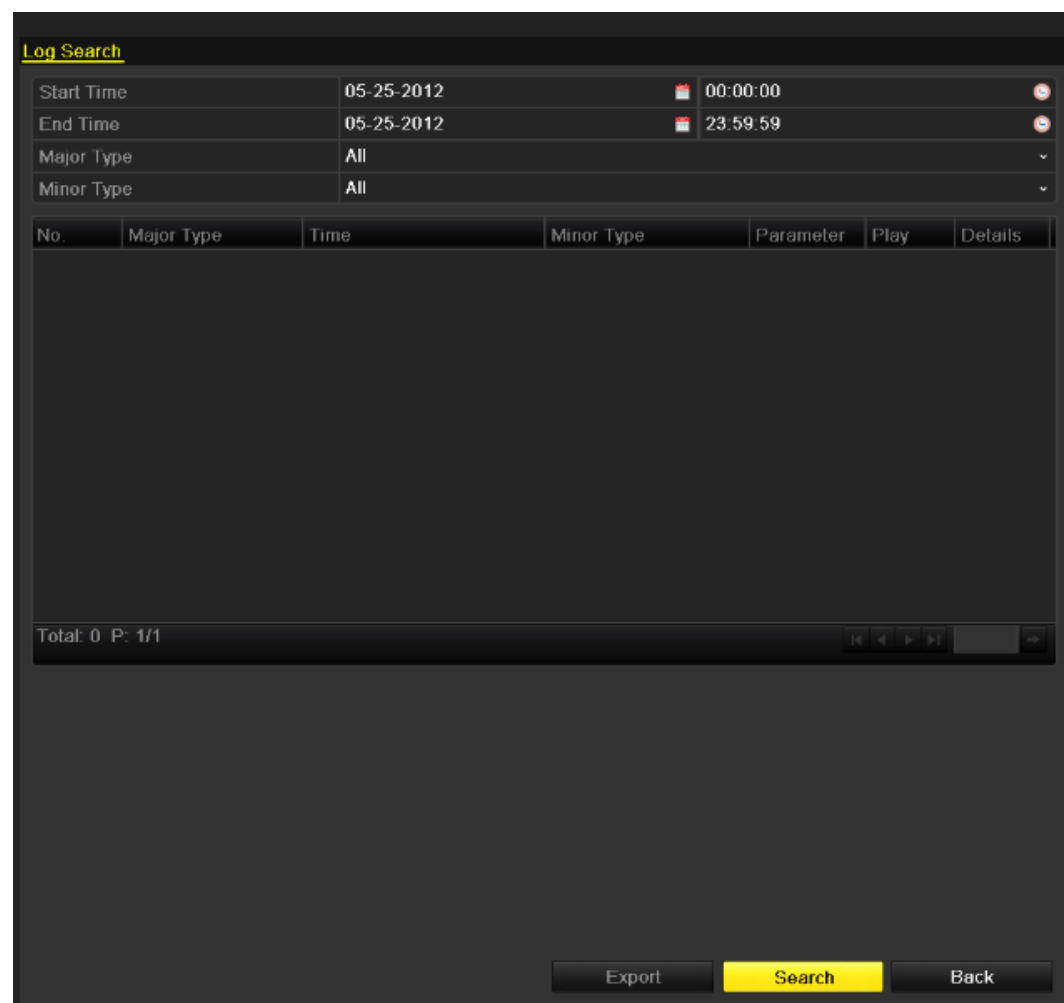 Log Search
Start Time 05-25-2012 00:00:00
End Time 05-25-2012 23:59:59
Major Type All
Minor Type All
No. Major Type Time Minor Type Parameter Play Details
Total: 0 P: 1/1
Export Search Back